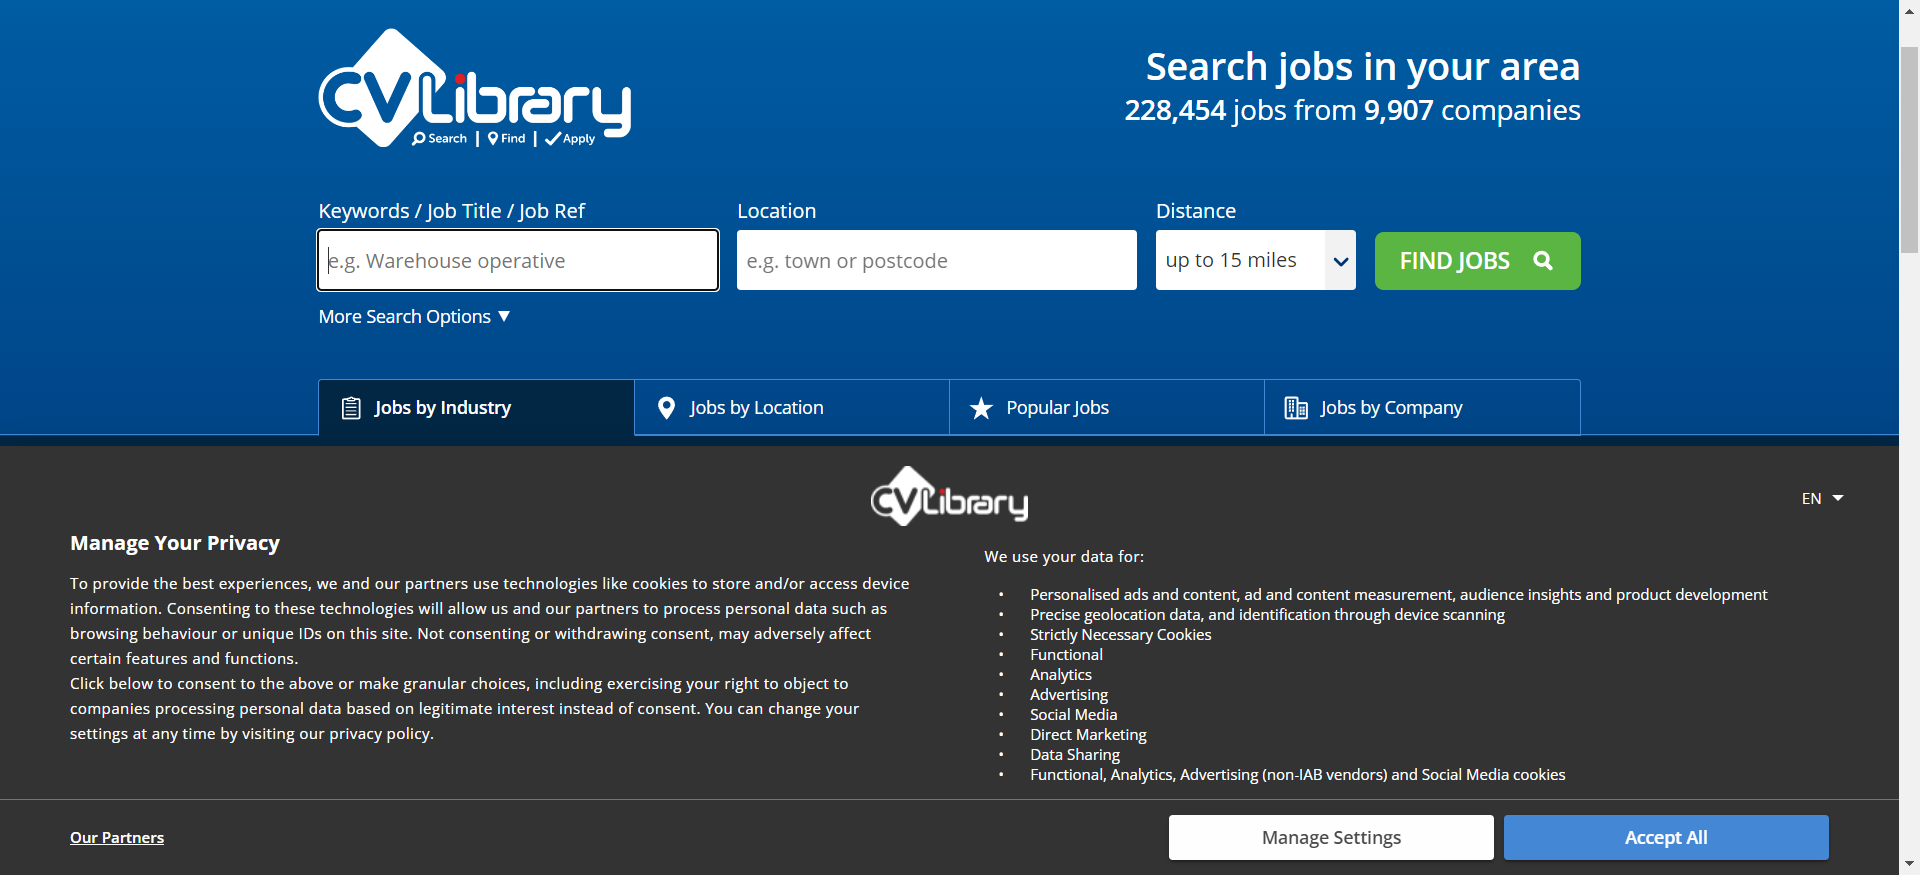 CVLibrary
Search | Find | Apply
Search jobs in your area
228,454 jobs from 9,907 companies
Keywords / Job Title / Job Ref
Location
Distance
e.g. Warehouse operative
e.g. town or postcode
up to 15 miles
FIND JOBS
More Search Options ▼
Jobs by Industry
Jobs by Location
Popular Jobs
Jobs by Company
CVLibrary
EN
Manage Your Privacy
To provide the best experiences, we and our partners use technologies like cookies to store and/or access device
information. Consenting to these technologies will allow us and our partners to process personal data such as
browsing behaviour or unique IDs on this site. Not consenting or withdrawing consent, may adversely affect
certain features and functions.
Click below to consent to the above or make granular choices, including exercising your right to object to
companies processing personal data based on legitimate interest instead of consent. You can change your
settings at any time by visiting our privacy policy.
We use your data for:
• Personalised ads and content, ad and content measurement, audience insights and product development
• Precise geolocation data, and identification through device scanning
• Strictly Necessary Cookies
• Functional
• Analytics
• Advertising
• Social Media
• Direct Marketing
• Data Sharing
• Functional, Analytics, Advertising (non-IAB vendors) and Social Media cookies
Our Partners
Manage Settings
Accept All